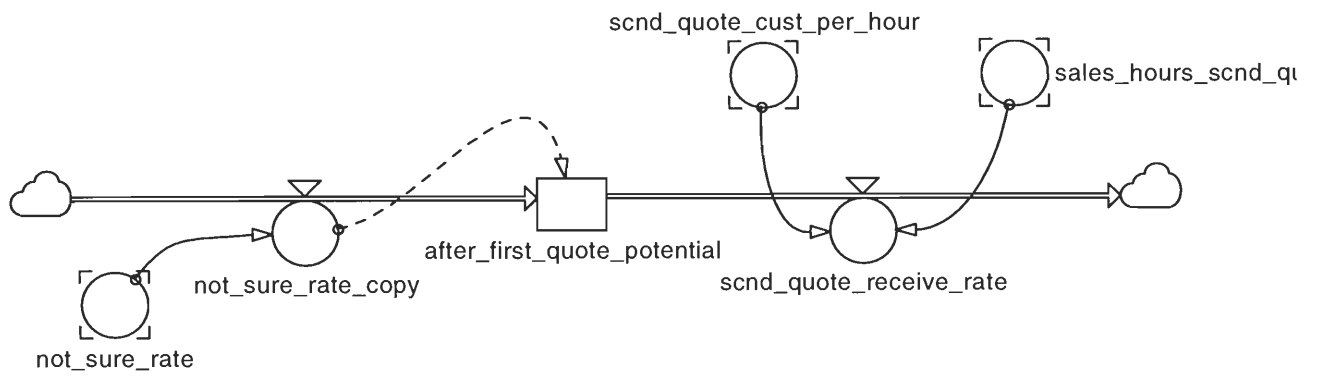 scnd_quote_cust_per_hour
sales_hours_scnd_qu
after_first_quote_potential
not_sure_rate_copy
scnd_quote_receive_rate
not_sure_rate